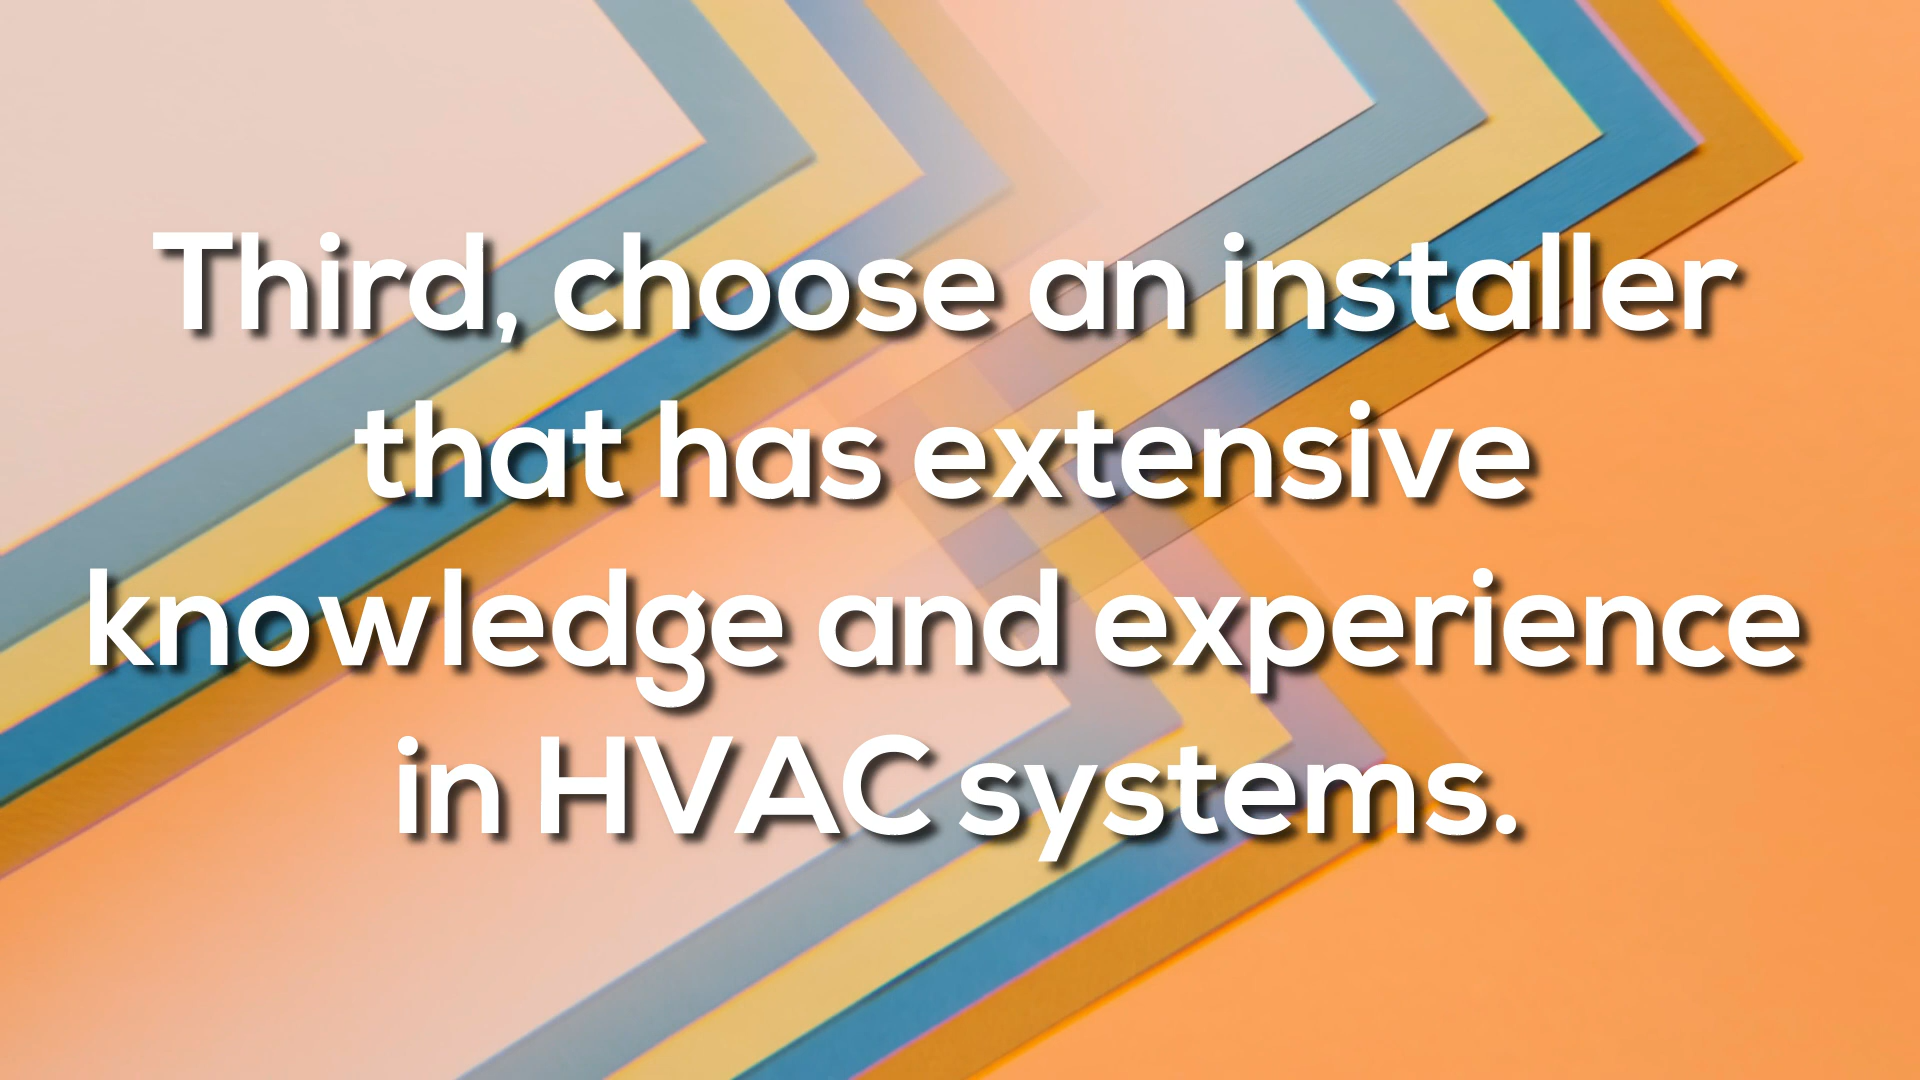 Third, choose an installer
that has extensive
knowledge and experience
in HVAC systems.